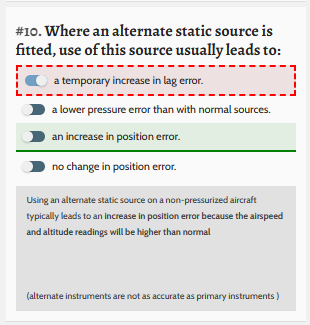 #10. Where an alternate static source is
fitted, use of this source usually leads to:
a temporary increase in lag error.
a lower pressure error than with normal sources.
an increase in position error.
no change in position error.
Using an alternate static source on a non-pressurized aircraft
typically leads to an increase in position error because the airspeed
and altitude readings will be higher than normal
(alternate instruments are not as accurate as primary instruments )